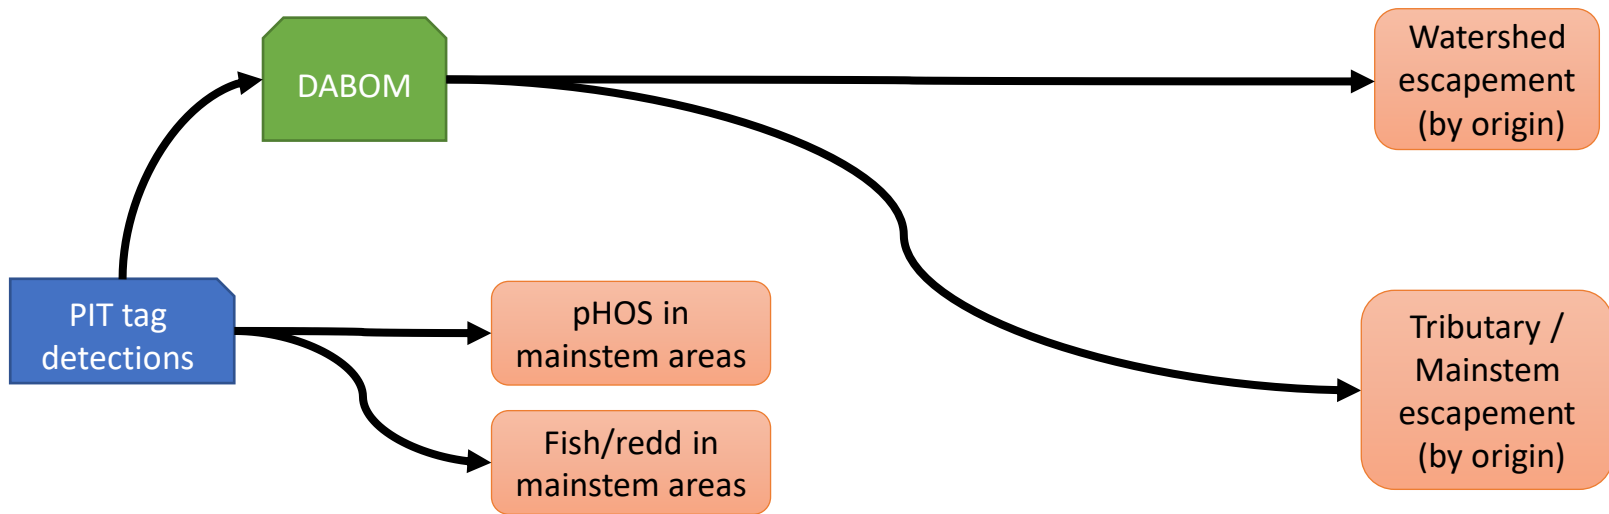 DABOM
Watershed
escapement
(by origin)
PIT tag
detections
pHOS in
mainstem areas
Fish/redd in
mainstem areas
Tributary /
Mainstem
escapement
(by origin)